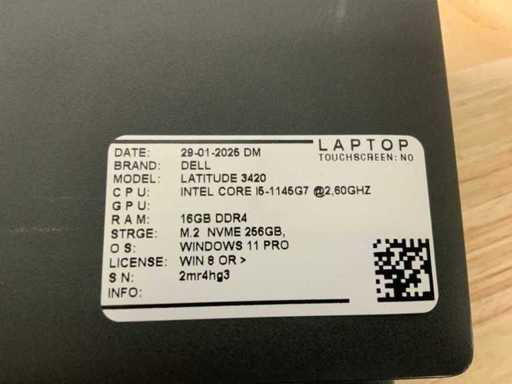 LAPTOP
TOUCHSCREEN: NO
DATE: 29-01-2025 DM
BRAND: DELL
MODEL: LATITUDE 3420
CPU: INTEL CORE I5-1145G7 @2,60GHZ
GPU:
RAM: 16GB DDR4
STRGE: M.2 NVME 256GB,
OS: WINDOWS 11 PRO
LICENSE: WIN 8 OR >
SN: 2mr4hg3
INFO: